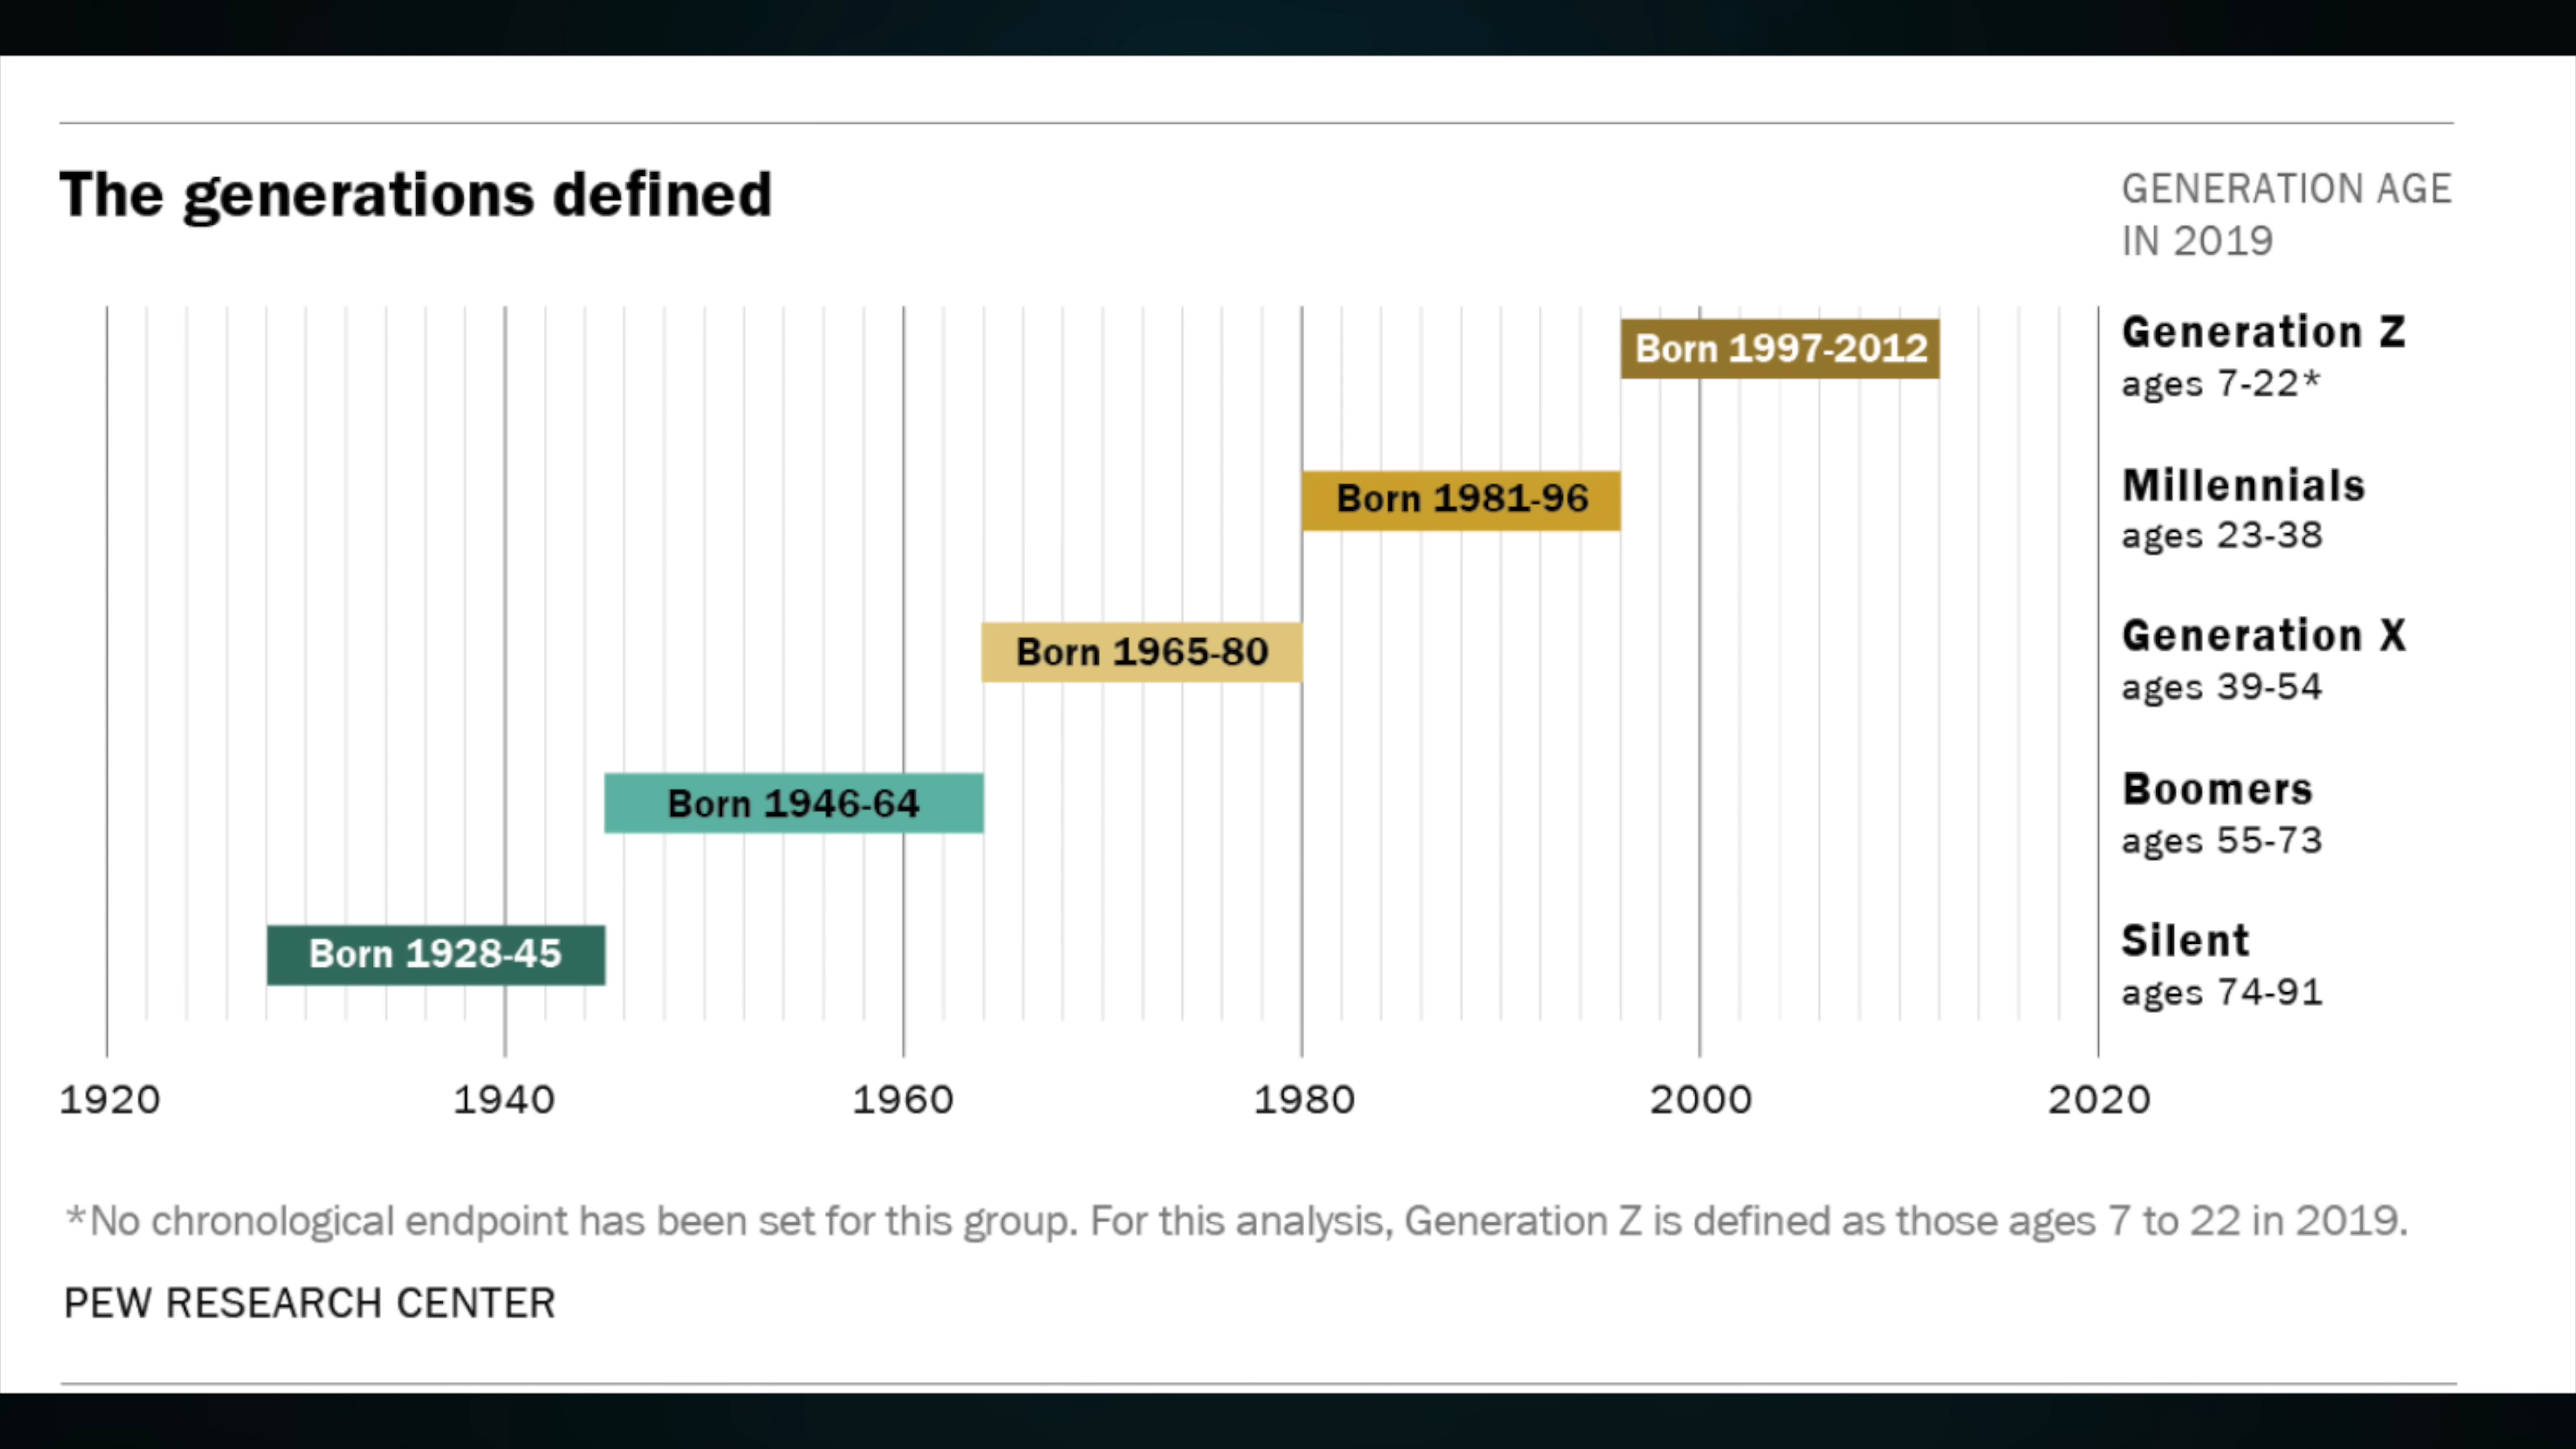 The generations defined
GENERATION AGE
IN 2019
Born 1997-2012
Generation Z
ages 7-22*
Born 1981-96
Millennials
ages 23-38
Born 1965-80
Generation X
ages 39-54
Born 1946-64
Boomers
ages 55-73
Born 1928-45
Silent
ages 74-91
1920 1940 1960 1980 2000 2020
*No chronological endpoint has been set for this group. For this analysis, Generation Z is defined as those ages 7 to 22 in 2019.
PEW RESEARCH CENTER